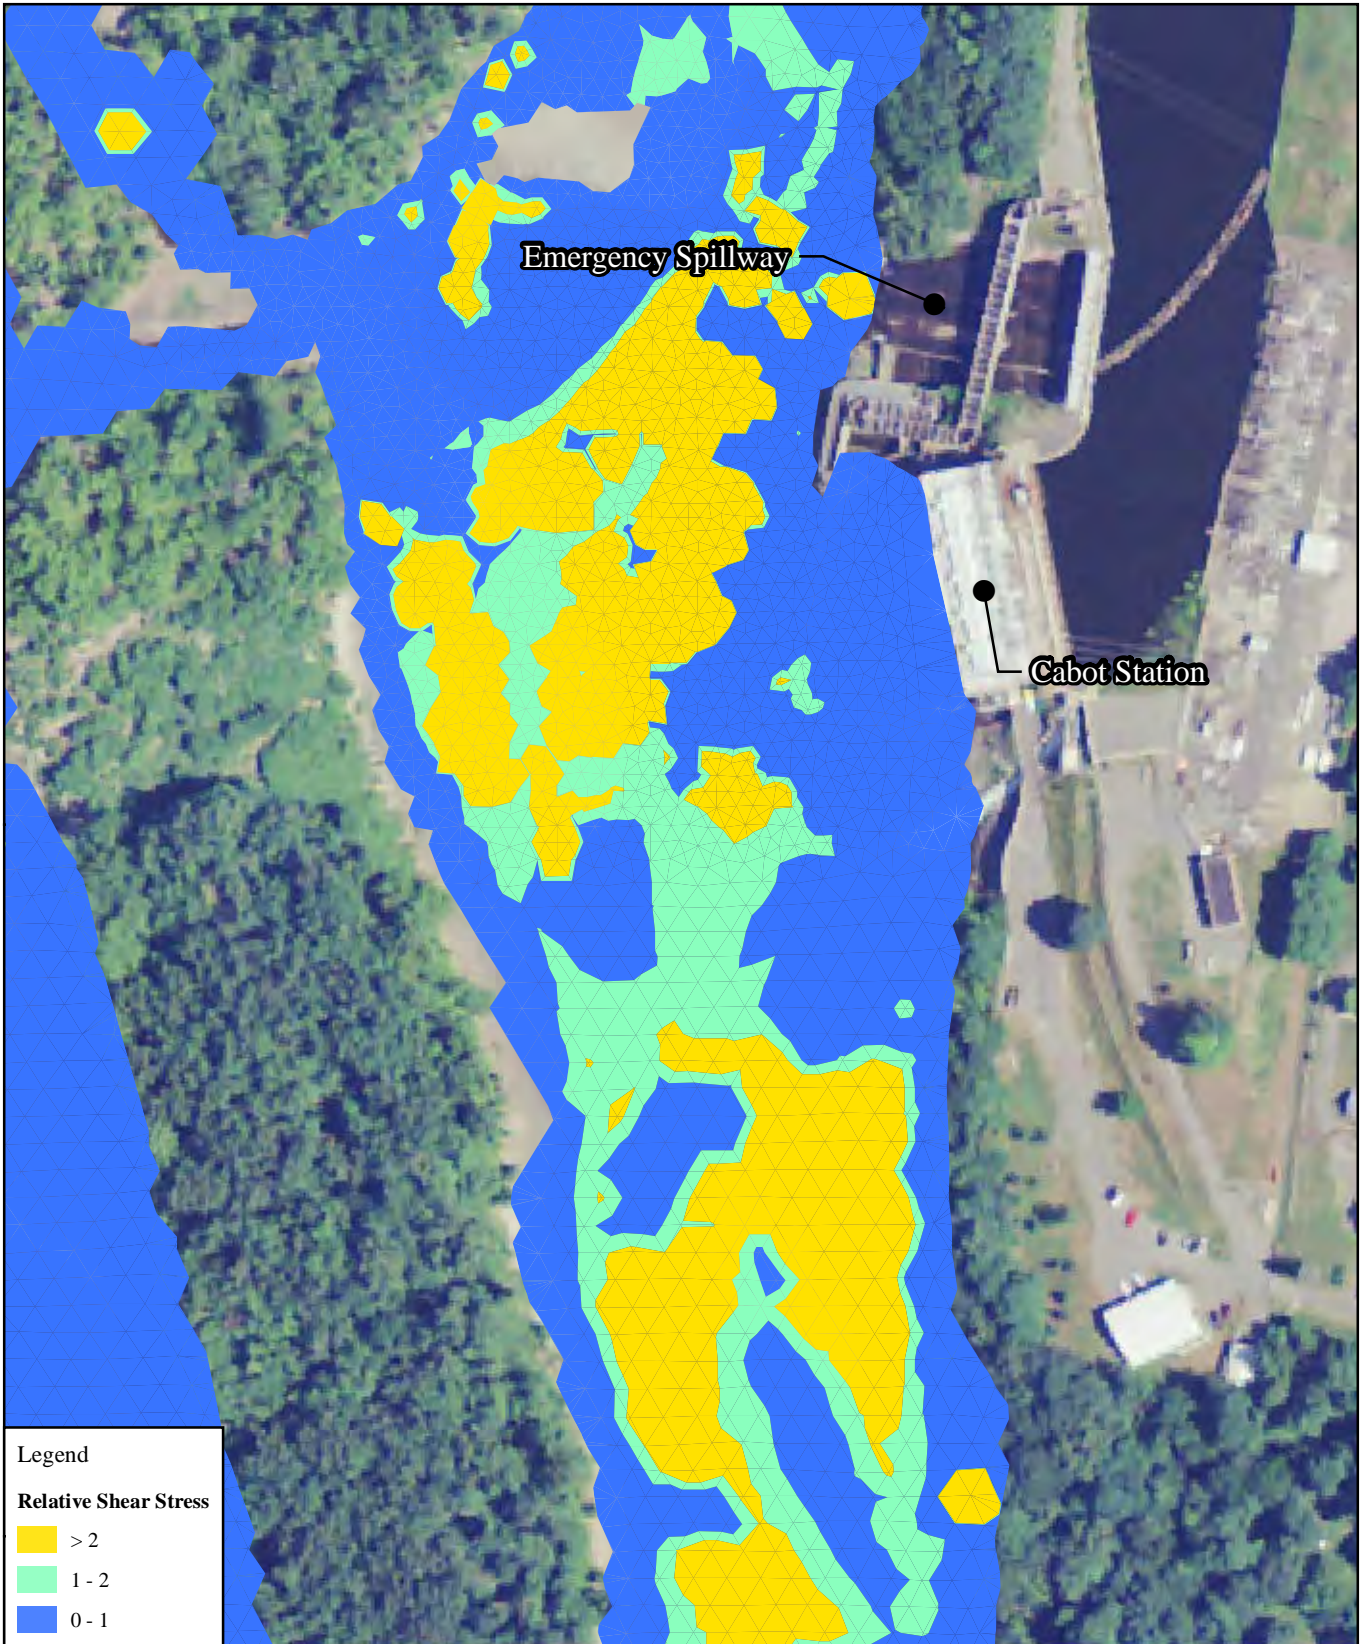 Emergency Spillway
Cabot Station
Legend
Relative Shear Stress
> 2
1 - 2
0 - 1